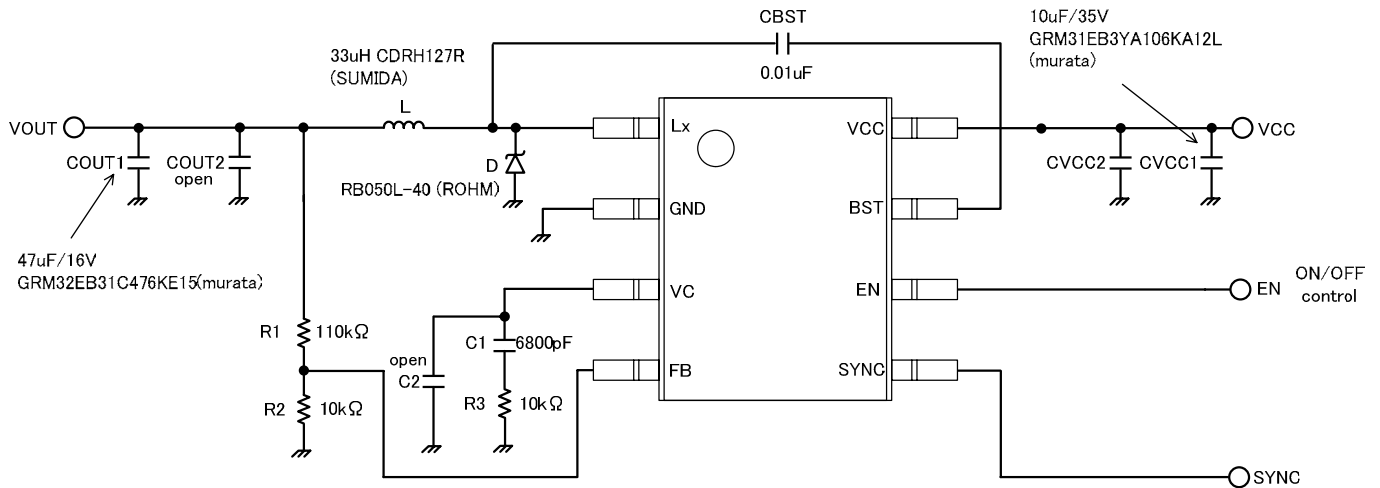 CBST
0.01uF
10uF/35V
GRM31EB3YA106KA12L
(murata)
33uH CDRH127R
(SUMIDA)
L
VOUT
COUT1
COUT2
open
D
RB050L-40 (ROHM)
47uF/16V
GRM32EB31C476KE15(murata)
Lx
VCC
GND
BST
VC
EN
FB
SYNC
CVCC2
CVCC1
VCC
EN
ON/OFF
control
R1
110kΩ
R2
10kΩ
open
C2
C1
6800pF
R3
10kΩ
SYNC